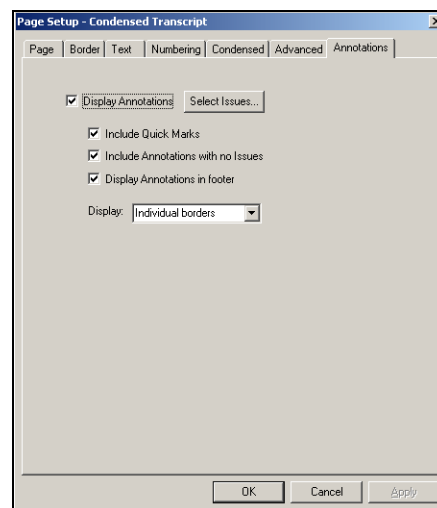 Page Setup - Condensed Transcript
Page Border Text Numbering Condensed Advanced Annotations
Display Annotations Select Issues...
Include Quick Marks
Include Annotations with no Issues
Display Annotations in footer
Display: Individual borders
OK Cancel Apply